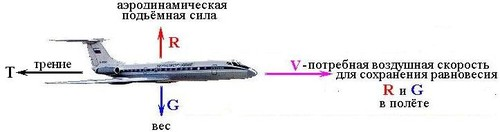 аэродинамическая
подъёмная сила
R
трение
T
V - потребная воздушная скорость
для сохранения равновесия
R и G
в полёте
G
вес